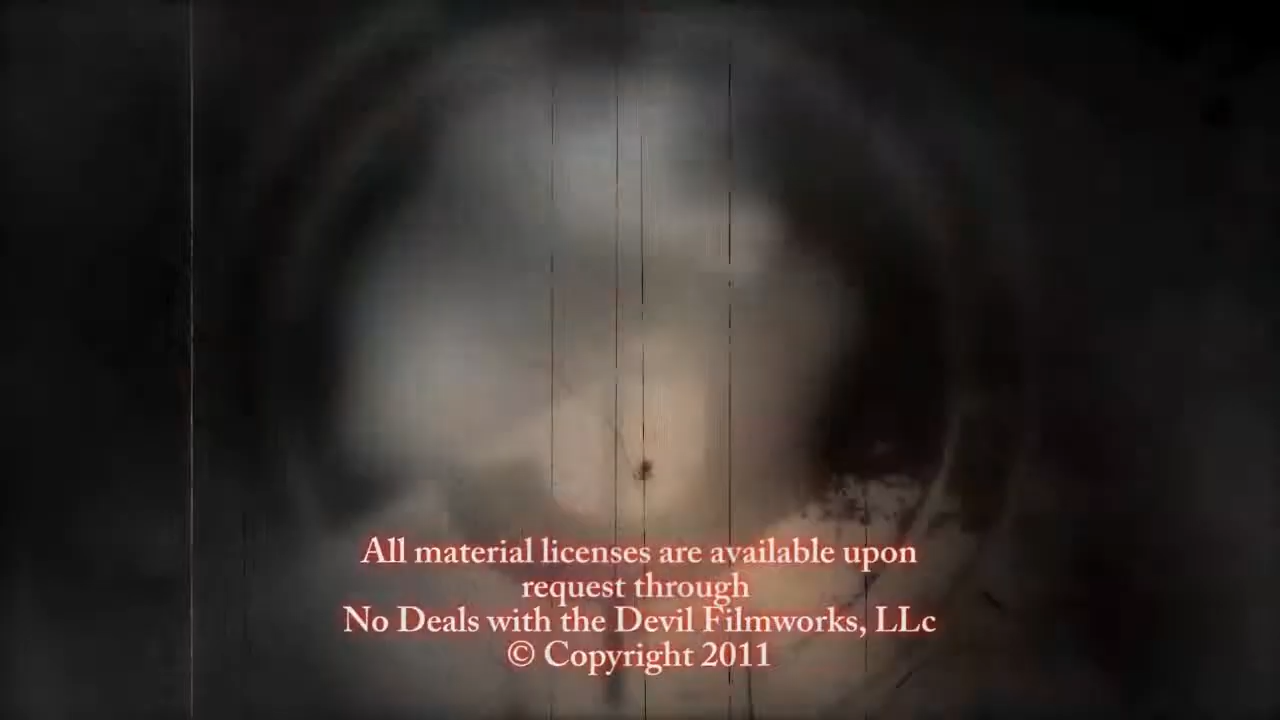 All material licenses are available upon
request through
No Deals with the Devil Filmworks, LLc
© Copyright 2011